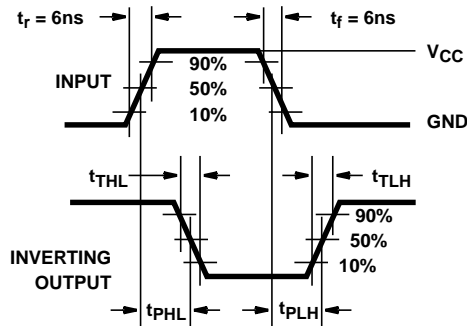 tr = 6ns
tf = 6ns
VCC
INPUT
90%
50%
10%
GND
tTHL
tTLH
90%
50%
10%
INVERTING
OUTPUT
tPHL
tPLH